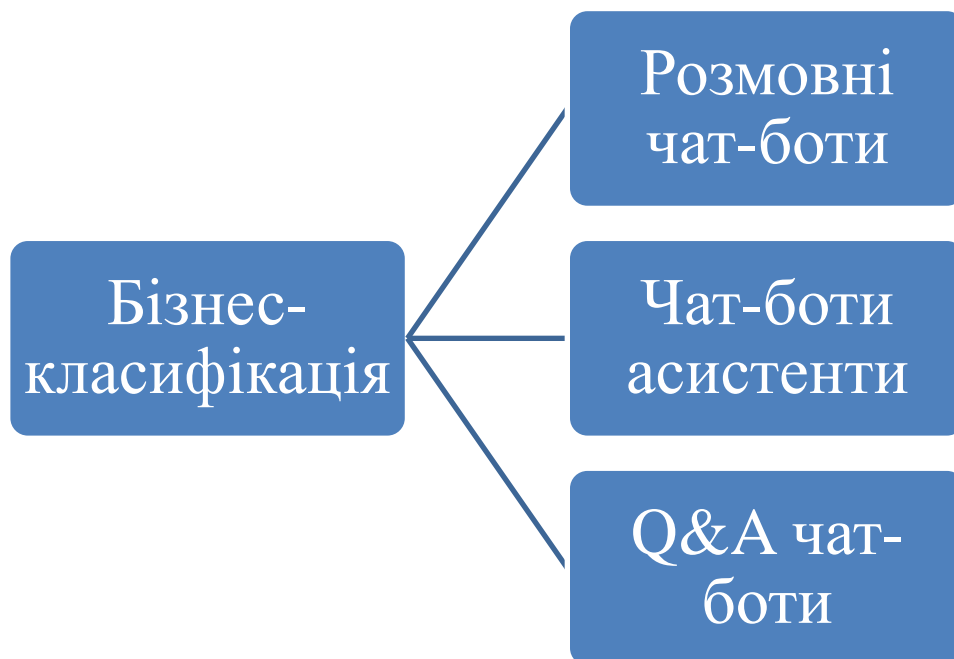 Розмовні
чат-боти
Бізнес-
класифікація
Чат-боти
асистенти
Q&A чат-
боти